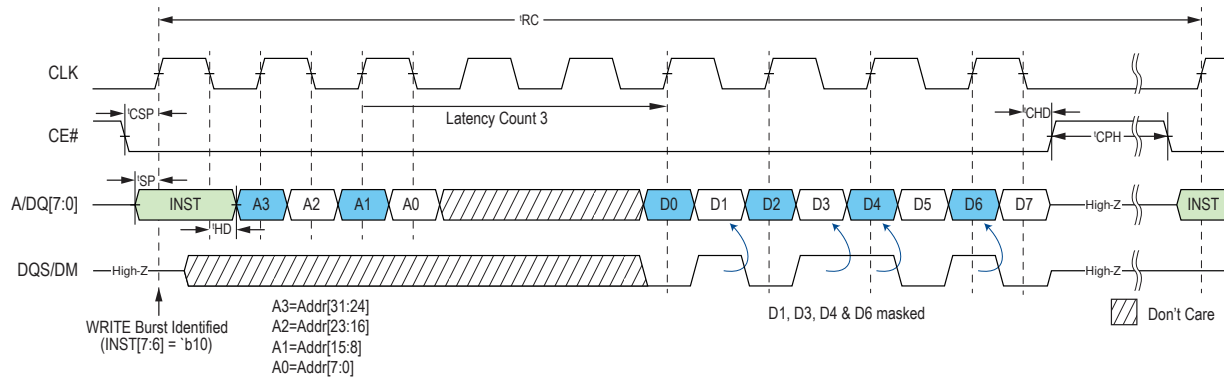 tRC
CLK
Latency Count 3
tCSP
tCHD
CE#
tCPH
tSP
A/DQ[7:0]
INST A3 A2 A1 A0 D0 D1 D2 D3 D4 D5 D6 D7 High-Z INST
tHD
DQS/DM
High-Z High-Z
WRITE Burst Identified
(INST[7:6] = `b10)
A3=Addr[31:24]
A2=Addr[23:16]
A1=Addr[15:8]
A0=Addr[7:0]
D1, D3, D4 & D6 masked
Don't Care